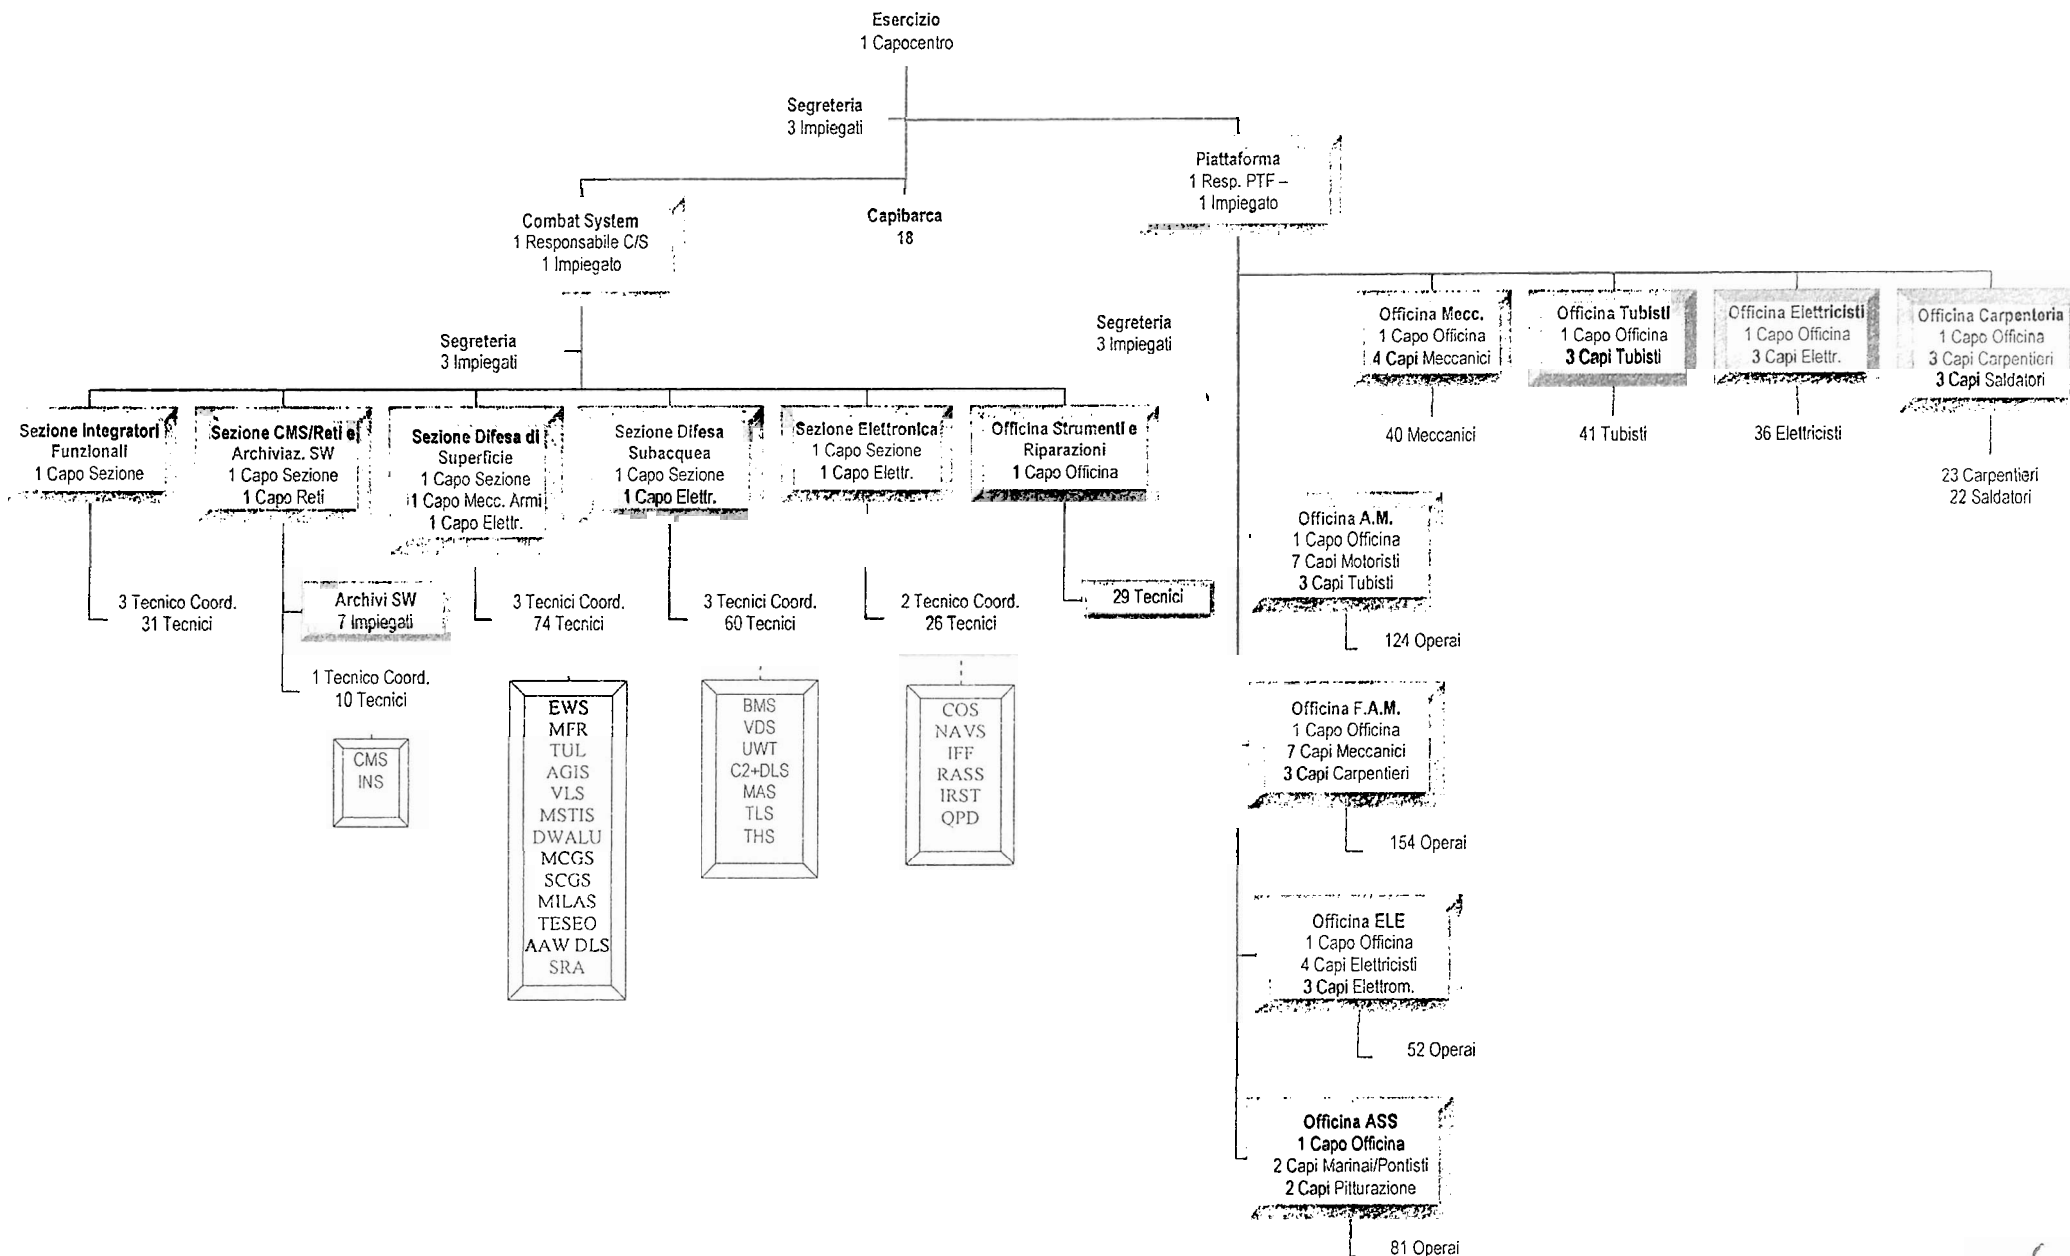 Esercizio
1 Capocentro
Segreteria
3 Impiegati
Piattaforma
1 Resp. PTF –
1 Impiegato
Combat System
1 Responsabile C/S
1 Impiegato
Capibarca
18
Segreteria
3 Impiegati
Segreteria
3 Impiegati
Officina Mecc.
1 Capo Officina
4 Capi Meccanici
40 Meccanici
Officina Tubisti
1 Capo Officina
3 Capi Tubisti
41 Tubisti
Officina Elettricisti
1 Capo Officina
3 Capi Elettr.
36 Elettricisti
Officina Carpenteria
1 Capo Officina
3 Capi Carpentieri
3 Capi Saldatori
23 Carpentieri
22 Saldatori
Sezione Integratori
Funzionali
1 Capo Sezione
3 Tecnico Coord.
31 Tecnici
Sezione CMS/Reti e
Archiviaz. SW
1 Capo Sezione
1 Capo Reti
Archivi SW
7 Impiegati
1 Tecnico Coord.
10 Tecnici
CMS
INS
Sezione Difesa di
Superficie
1 Capo Sezione
1 Capo Mecc. Armi
1 Capo Elettr.
3 Tecnici Coord.
74 Tecnici
EWS
MFR
TUL
AGIS
VLS
MSTIS
DWALU
MCGS
SCGS
MILAS
TESEO
AAW DLS
SRA
Sezione Difesa
Subacquea
1 Capo Sezione
1 Capo Elettr.
3 Tecnici Coord.
60 Tecnici
BMS
VDS
UWT
C2+DLS
MAS
TLS
THS
Sezione Elettronica
1 Capo Sezione
1 Capo Elettr.
2 Tecnico Coord.
26 Tecnici
COS
NAVS
IFF
RASS
IRST
QPD
Officina Strumenti e
Riparazioni
1 Capo Officina
29 Tecnici
Officina A.M.
1 Capo Officina
7 Capi Motoristi
3 Capi Tubisti
124 Operai
Officina F.A.M.
1 Capo Officina
7 Capi Meccanici
3 Capi Carpentieri
154 Operai
Officina ELE
1 Capo Officina
4 Capi Elettricisti
3 Capi Elettrom.
52 Operai
Officina ASS
1 Capo Officina
2 Capi Marinai/Pontisti
2 Capi Pitturazione
81 Operai